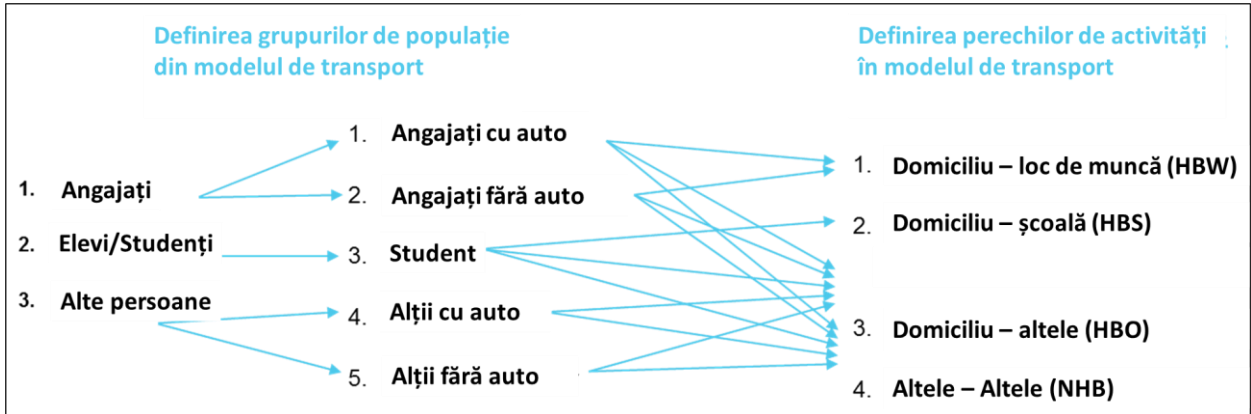 Definirea grupurilor de populație
din modelul de transport
Definirea perechilor de activități
în modelul de transport
1. Angajați
2. Elevi/Studenți
3. Alte persoane
1. Angajați cu auto
2. Angajați fără auto
3. Student
4. Alții cu auto
5. Alții fără auto
1. Domiciliu – loc de muncă (HBW)
2. Domiciliu – școală (HBS)
3. Domiciliu – altele (HBO)
4. Altele – Altele (NHB)